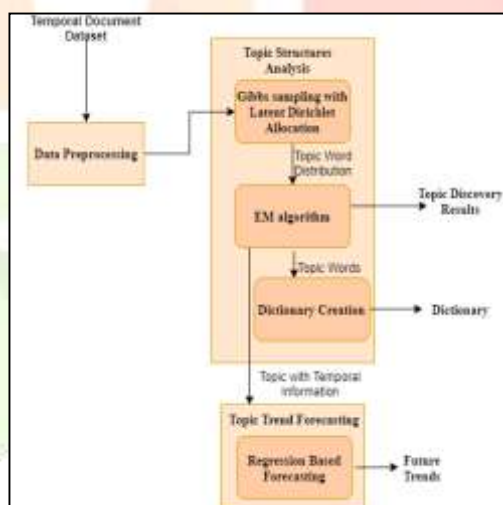 Temporal Document
Dataset
Data Preprocessing
Topic Structures
Analysis
Gibbs sampling with
Latent Dirichlet
Allocation
Topic Word
Distribution
EM algorithm
Topic Discovery
Results
Topic Words
Dictionary Creation
Dictionary
Topic with Temporal
Information
Topic Trend Forecasting
Regression Based
Forecasting
Future
Trends